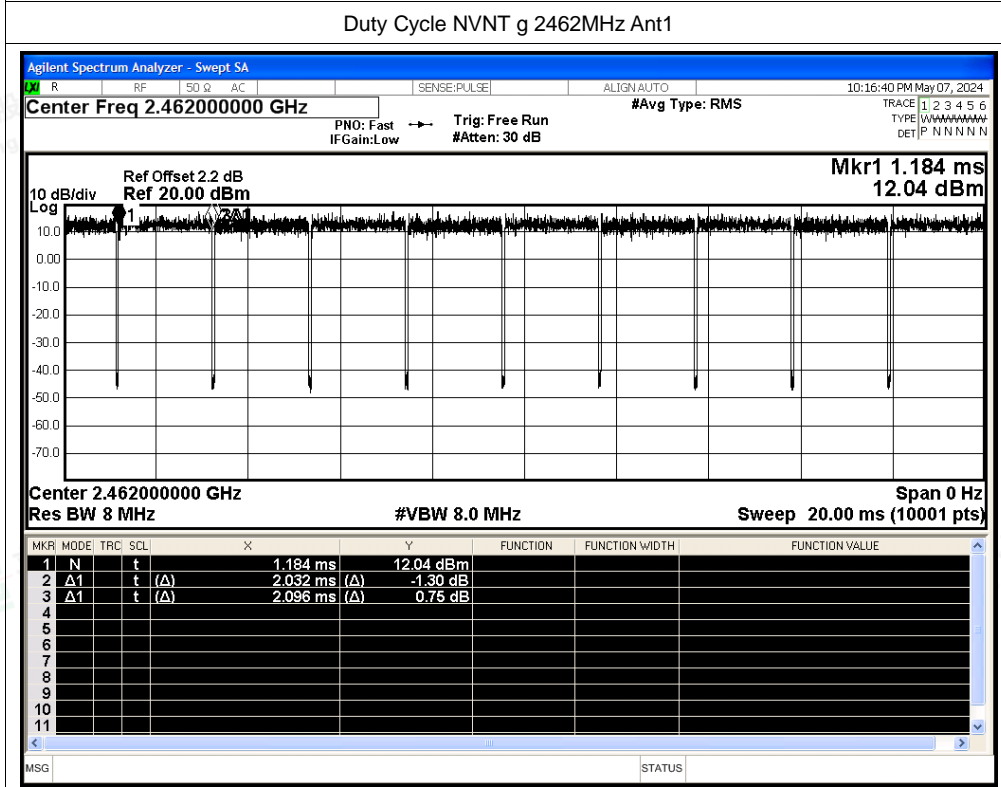 Duty Cycle NVNT g 2462MHz Ant1
Agilent Spectrum Analyzer - Swept SA
LXI R RF 50 Ω AC SENSE:PULSE ALIGN AUTO 10:16:40 PM May 07, 2024
Center Freq 2.462000000 GHz #Avg Type: RMS TRACE 1 2 3 4 5 6
PNO: Fast Trig: Free Run TYPE W
IFGain:Low #Atten: 30 dB DET P N N N N N
Mkr1 1.184 ms
Ref Offset 2.2 dB
10 dB/div Ref 20.00 dBm 12.04 dBm
Log
1 2Δ1
10.0
0.00
-10.0
-20.0
-30.0
-40.0
-50.0
-60.0
-70.0
Center 2.462000000 GHz Span 0 Hz
Res BW 8 MHz #VBW 8.0 MHz Sweep 20.00 ms (10001 pts)
MKR MODE TRC SCL X Y FUNCTION FUNCTION WIDTH FUNCTION VALUE
1 N t 1.184 ms 12.04 dBm
2 Δ1 t (Δ) 2.032 ms (Δ) -1.30 dB
3 Δ1 t (Δ) 2.096 ms (Δ) 0.75 dB
4
5
6
7
8
9
10
11
MSG STATUS